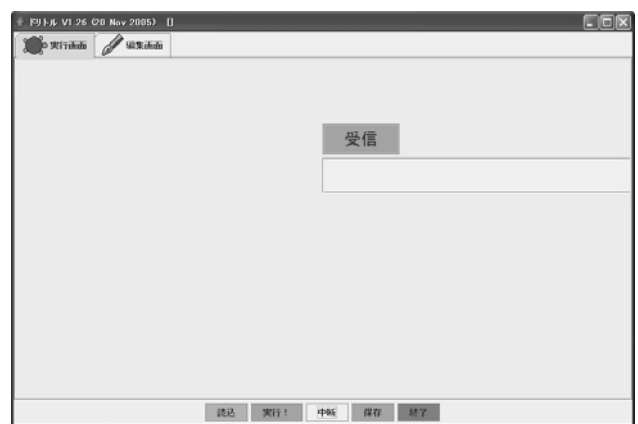 ドリトル V1.26 (20 Nov 2005) []
実行画面 編集画面
受信
読込 実行! 中断 保存 終了